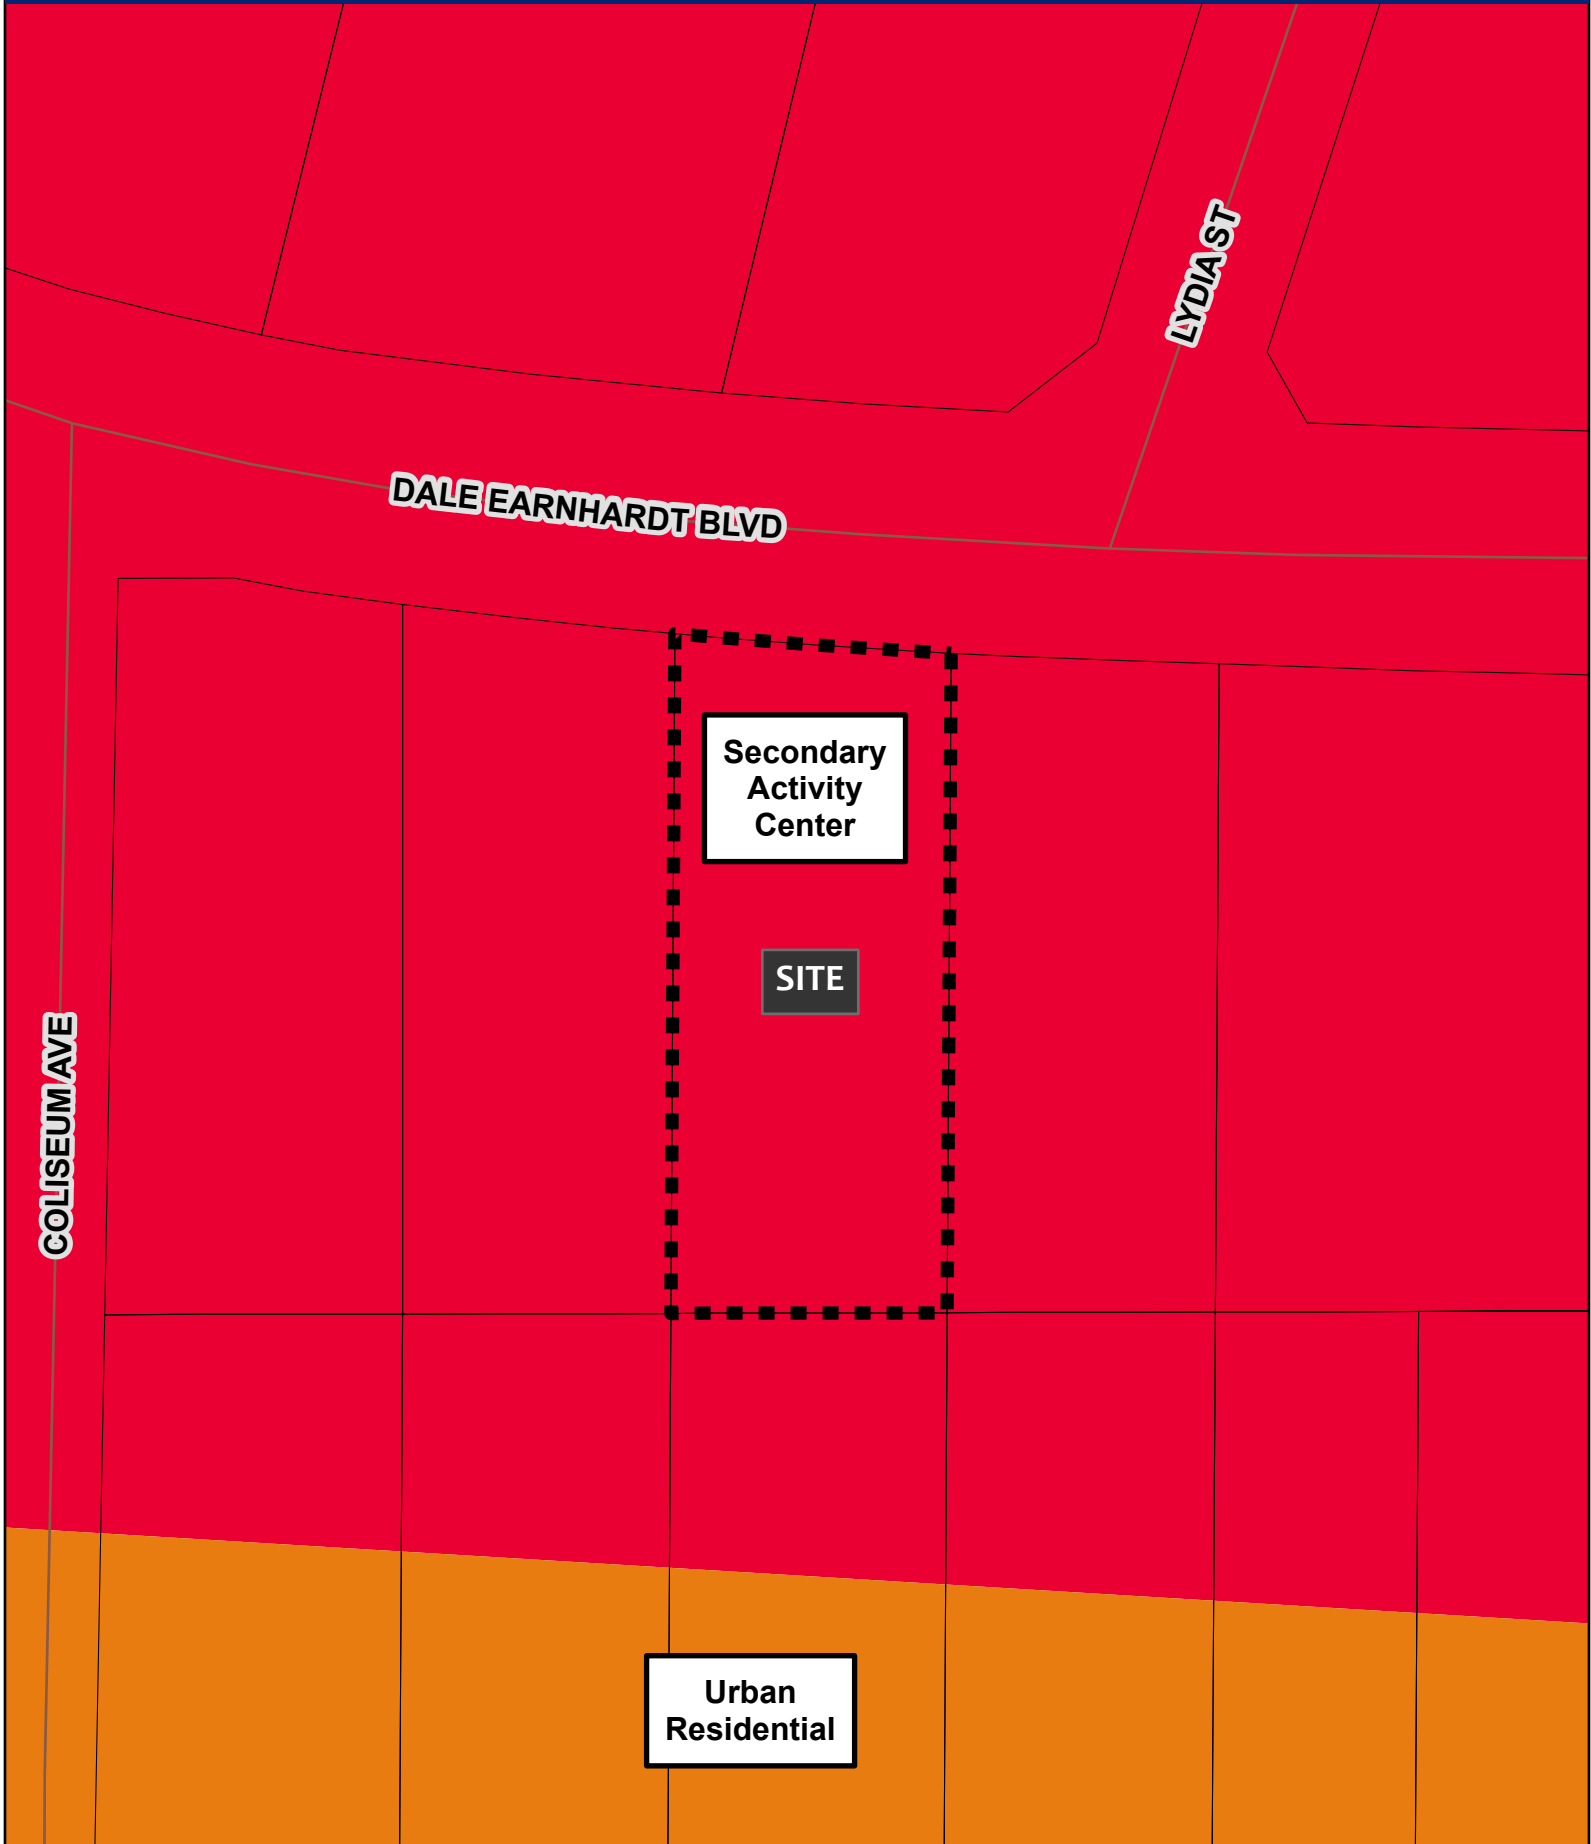 LYDIA ST
DALE EARNHARDT BLVD
Secondary
Activity
Center
SITE
COLISEUM AVE
Urban
Residential